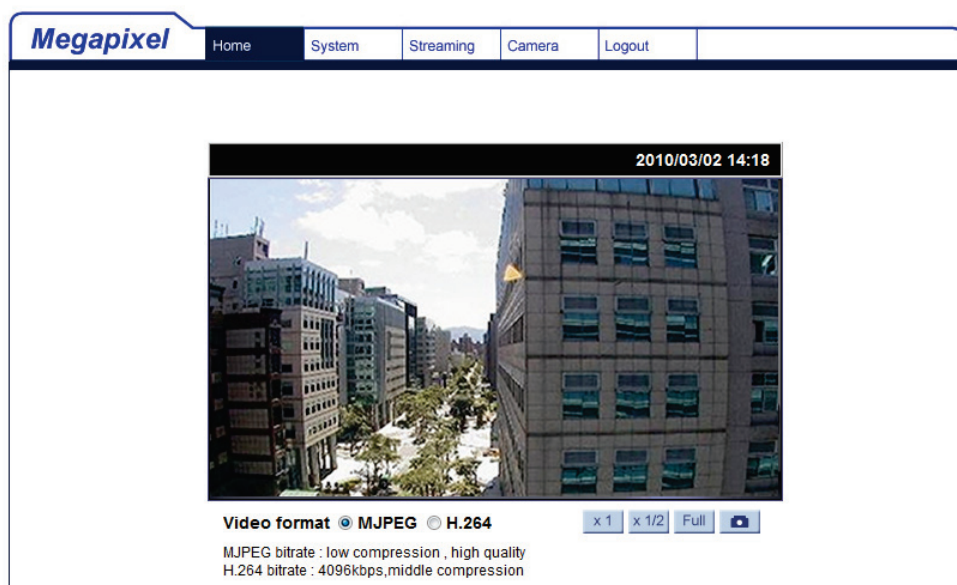 Megapixel
Home System Streaming Camera Logout
2010/03/02 14:18
Video format MJPEG H.264 x 1 x 1/2 Full
MJPEG bitrate : low compression , high quality
H.264 bitrate : 4096kbps,middle compression